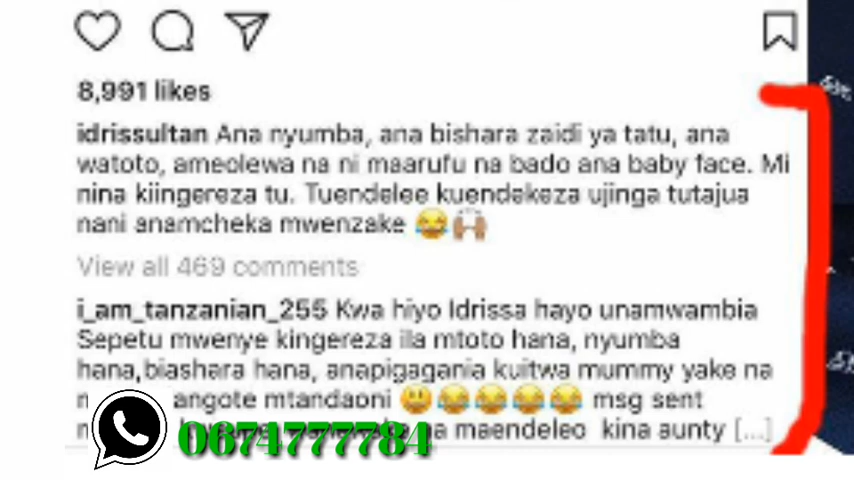 8,991 likes
idrissultan Ana nyumba, ana bishara zaidi ya tatu, ana
watoto, ameolewa na ni maarufu na bado ana baby face. Mi
nina kiingereza tu. Tuendelee kuendekeza ujinga tutajua
nani anamcheka mwenzake 😂🙌🏽
View all 469 comments
i_am_tanzanian_255 Kwa hiyo Idrissa hayo unamwambia
Sepetu mwenye kingereza ila mtoto hana, nyumba
hana,biashara hana, anapigagania kuitwa mummy yake na
angote mtandaoni 😃😂😂😂😂 msg sent
maendeleo kina aunty [...]
0674777784